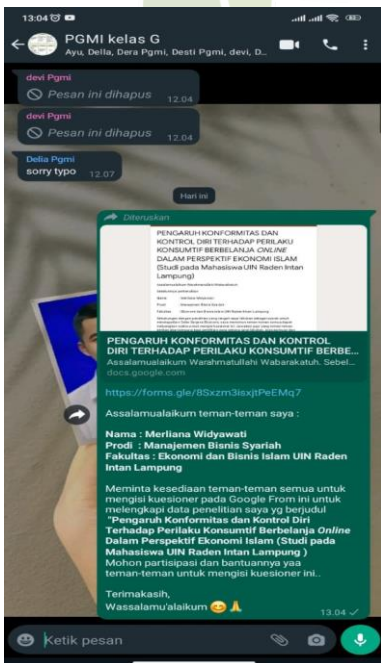 13:04
PGMI kelas G
Ayu, Della, Dera Pgmi, Desti Pgmi, devi, D...
devi Pgmi
Pesan ini dihapus 12.04
devi Pgmi
Pesan ini dihapus 12.04
Delia Pgmi
sorry typo 12.07
Hari ini
Diteruskan
PENGARUH KONFORMITAS DAN
KONTROL DIRI TERHADAP PERILAKU
KONSUMTIF BERBELANJA ONLINE
DALAM PERSPEKTIF EKONOMI ISLAM
(Studi pada Mahasiswa UIN Raden Intan
Lampung)
PENGARUH KONFORMITAS DAN KONTROL
DIRI TERHADAP PERILAKU KONSUMTIF BERBE...
Assalamualaikum Warahmatullahi Wabarakatuh. Sebel...
docs.google.com
https://forms.gle/8Sxzm3isxjtPeEMq7
Assalamualaikum teman-teman saya :
Nama : Merliana Widyawati
Prodi : Manajemen Bisnis Syariah
Fakultas : Ekonomi dan Bisnis Islam UIN Raden
Intan Lampung
Meminta kesediaan teman-teman semua untuk
mengisi kuesioner pada Google From ini untuk
melengkapi data penelitian saya yg berjudul
"Pengaruh Konformitas dan Kontrol Diri
Terhadap Perilaku Konsumtif Berbelanja Online
Dalam Perspektif Ekonomi Islam (Studi pada
Mahasiswa UIN Raden Intan Lampung )
Mohon partisipasi dan bantuannya yaa
teman-teman untuk mengisi kuesioner ini..
Terimakasih,
Wassalamu'alaikum 😊🙏
13.04
Ketik pesan